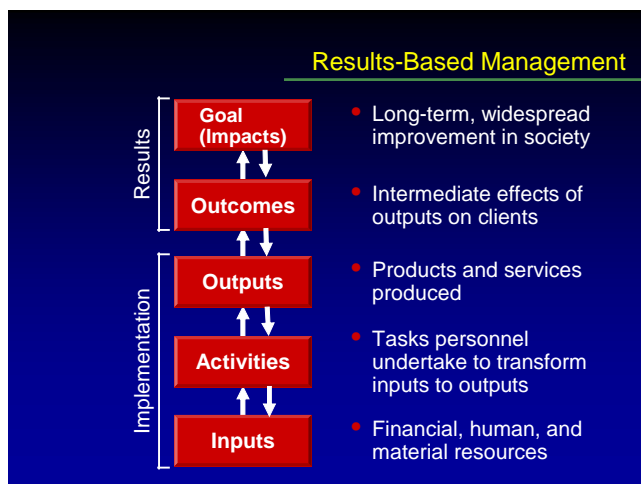 Results-Based Management
Results
Goal
(Impacts)
• Long-term, widespread
improvement in society
Outcomes
• Intermediate effects of
outputs on clients
Implementation
Outputs
• Products and services
produced
Activities
• Tasks personnel
undertake to transform
inputs to outputs
Inputs
• Financial, human, and
material resources